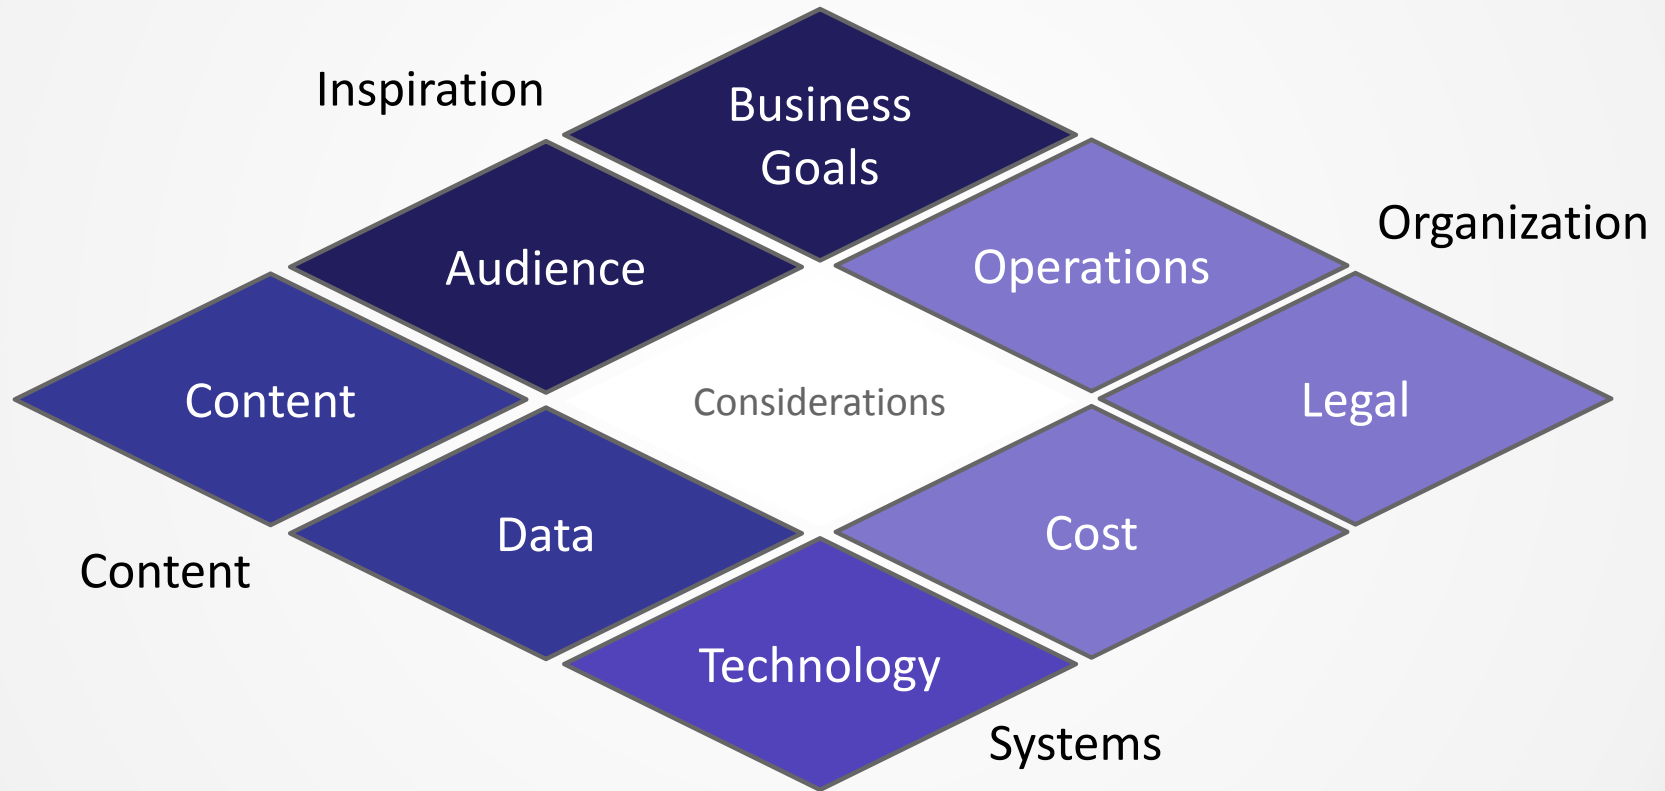 Inspiration
Business
Goals
Organization
Audience
Operations
Content
Considerations
Legal
Data
Cost
Content
Technology
Systems